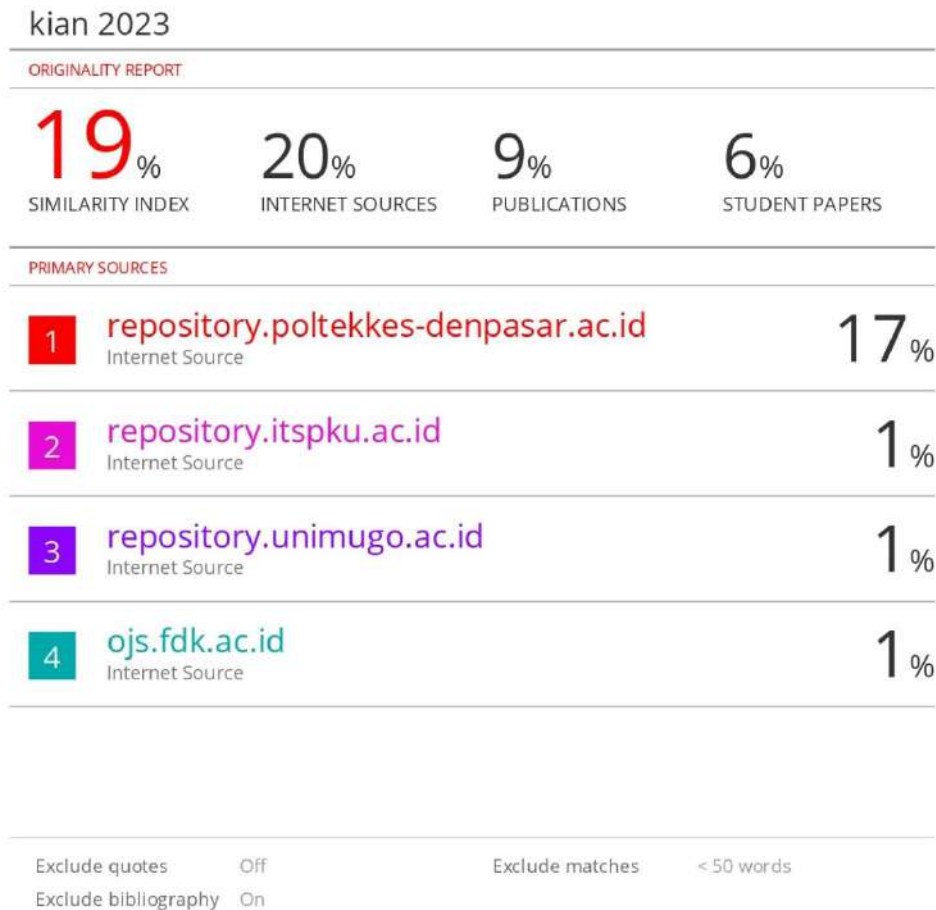 kian 2023
ORIGINALITY REPORT
19% 20% 9% 6%
SIMILARITY INDEX INTERNET SOURCES PUBLICATIONS STUDENT PAPERS
PRIMARY SOURCES
1 repository.poltekkes-denpasar.ac.id 17%
Internet Source
2 repository.itspku.ac.id 1%
Internet Source
3 repository.unimugo.ac.id 1%
Internet Source
4 ojs.fdk.ac.id 1%
Internet Source
Exclude quotes Off Exclude matches < 50 words
Exclude bibliography On